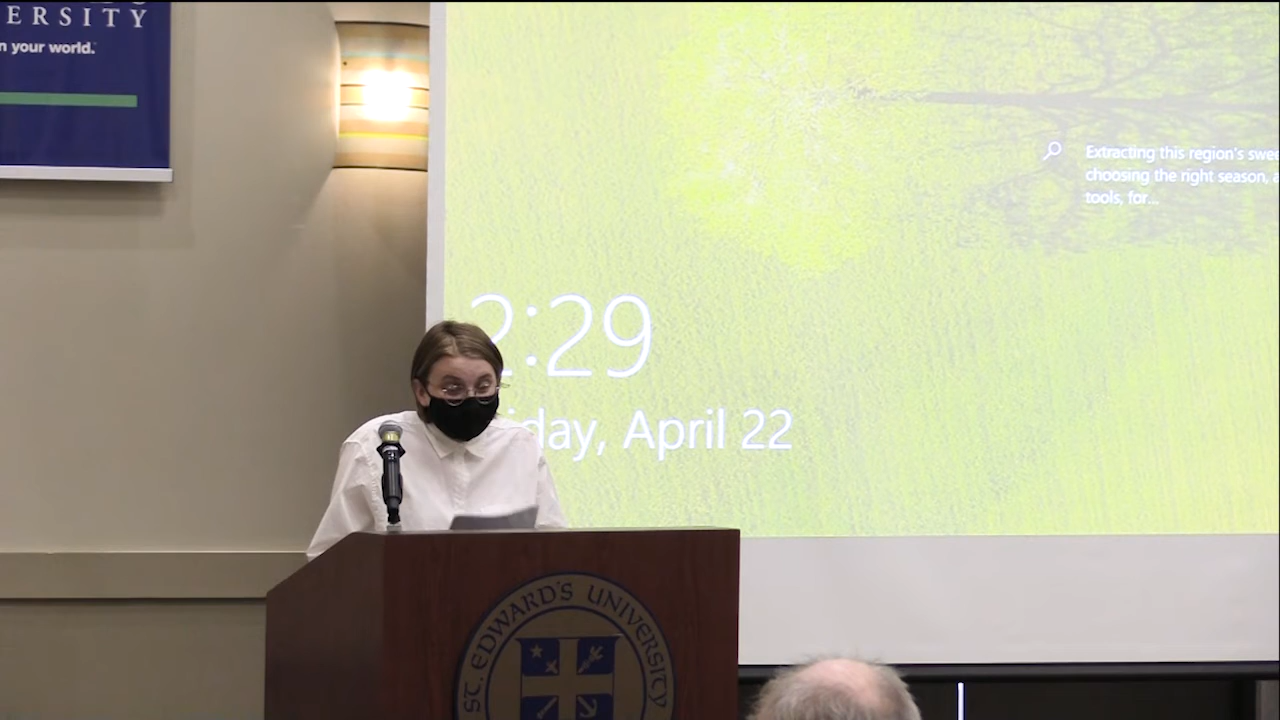 ERSITY
n your world.
Extracting this region's swee
choosing the right season, a
tools, for...
2:29
iday, April 22
ST. EDWARD'S UNIVERSITY